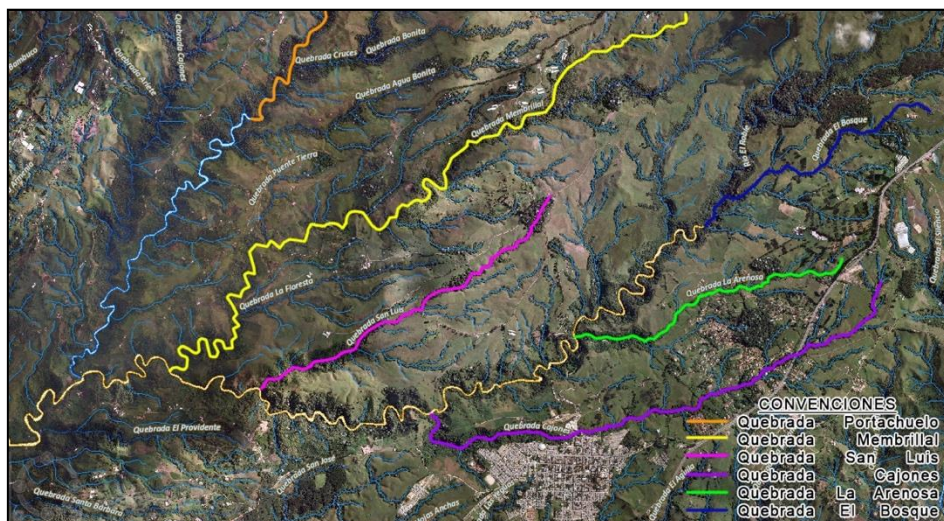 Bambuco
Quebrada Cajones
Quebrada Cruces
Quebrada Bonita
Quebrada Agua Bonita
Quebrada Membrillal
Quebrada El Bosque
Quebrada Puente Tierra
Quebrada La Floresta
Quebrada San Luis
Quebrada La Arenosa
Quebrada El Providente
Quebrada Cajones
Quebrada San Jose
Quebrada Santa Bárbara
CONVENCIONES
Quebrada Portachuelo
Quebrada Membrillal
Quebrada San Luis
Quebrada Cajones
Quebrada La Arenosa
Quebrada El Bosque